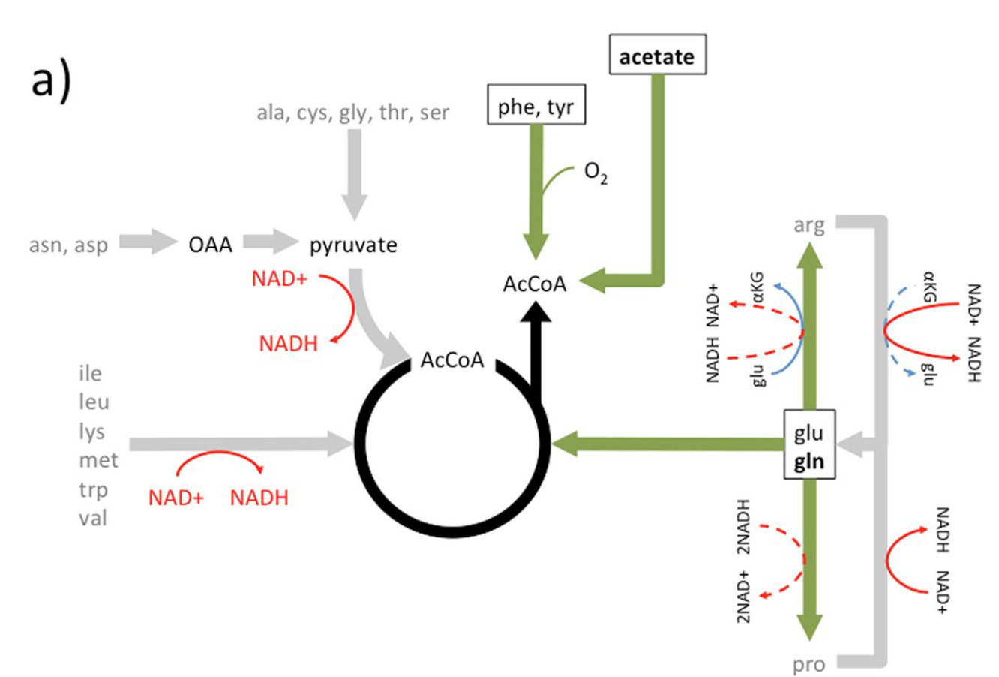 a)
acetate
phe, tyr
ala, cys, gly, thr, ser
O2
asn, asp
OAA
pyruvate
NAD+
NADH
AcCoA
AcCoA
ile
leu
lys
met
trp
val
NAD+ NADH
arg
NADH NAD+
glu αKG
αKG glu
NAD+ NADH
glu
gln
2NAD+ 2NADH
NADH NAD+
pro